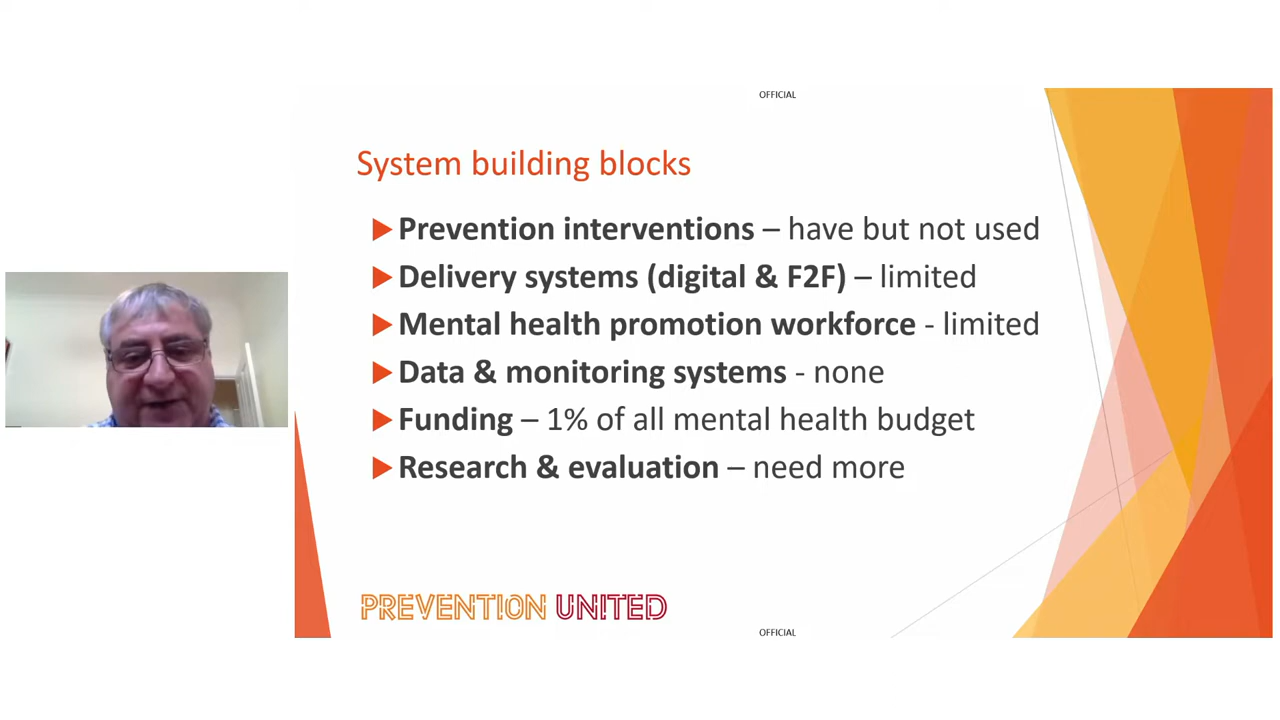 OFFICIAL
System building blocks
Prevention interventions – have but not used
Delivery systems (digital & F2F) – limited
Mental health promotion workforce - limited
Data & monitoring systems - none
Funding – 1% of all mental health budget
Research & evaluation – need more
PREVENTION UNITED
OFFICIAL